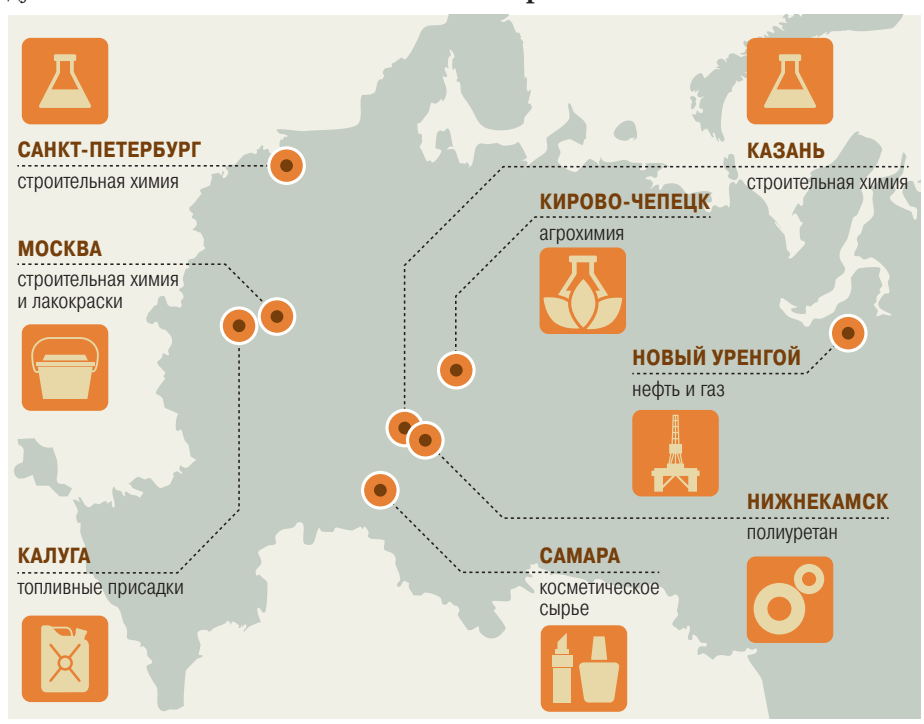 САНКТ-ПЕТЕРБУРГ
строительная химия
МОСКВА
строительная химия
и лакокраски
КАЛУГА
топливные присадки
КИРОВО-ЧЕПЕЦК
агрохимия
САМАРА
косметическое
сырье
КАЗАНЬ
строительная химия
НОВЫЙ УРЕНГОЙ
нефть и газ
НИЖНЕКАМСК
полиуретан